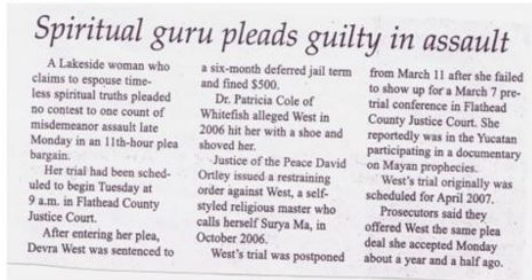 Spiritual guru pleads guilty in assault
A Lakeside woman who
claims to espouse time-
less spiritual truths pleaded
no contest to one count of
misdemeanor assault late
Monday in an 11th-hour plea
bargain.
Her trial had been sched-
uled to begin Tuesday at
9 a.m. in Flathead County
Justice Court.
After entering her plea,
Devra West was sentenced to
a six-month deferred jail term
and fined $500.
Dr. Patricia Cole of
Whitefish alleged West in
2006 hit her with a shoe and
shoved her.
Justice of the Peace David
Ortley issued a restraining
order against West, a self-
styled religious master who
calls herself Surya Ma, in
October 2006.
West's trial was postponed
from March 11 after she failed
to show up for a March 7 pre-
trial conference in Flathead
County Justice Court. She
reportedly was in the Yucatan
participating in a documentary
on Mayan prophecies.
West's trial originally was
scheduled for April 2007.
Prosecutors said they
offered West the same plea
deal she accepted Monday
about a year and a half ago.